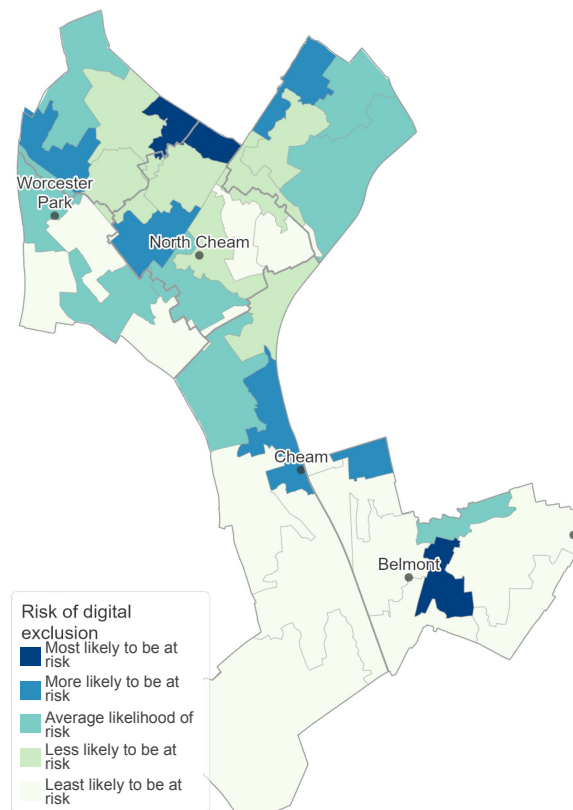 Worcester
Park
North Cheam
Cheam
Belmont
Risk of digital
exclusion
Most likely to be at
risk
More likely to be at
risk
Average likelihood of
risk
Less likely to be at
risk
Least likely to be at
risk